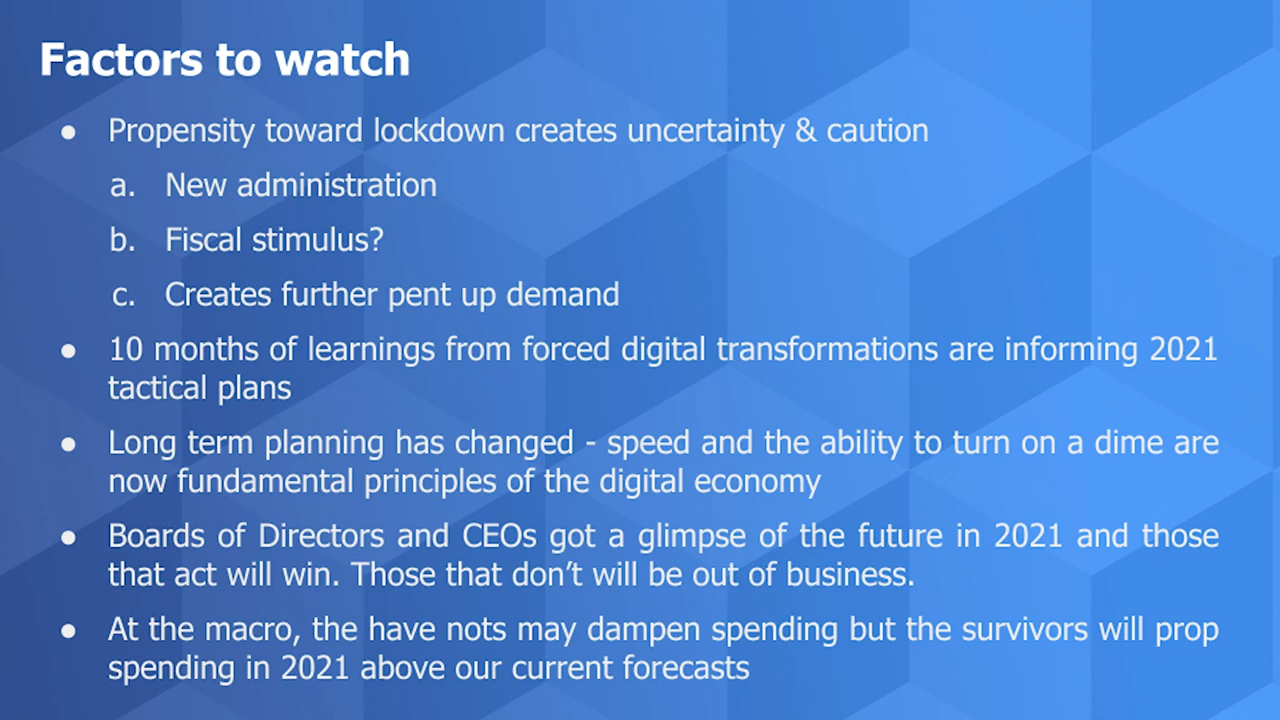 Factors to watch
● Propensity toward lockdown creates uncertainty & caution
a. New administration
b. Fiscal stimulus?
c. Creates further pent up demand
● 10 months of learnings from forced digital transformations are informing 2021
tactical plans
● Long term planning has changed - speed and the ability to turn on a dime are
now fundamental principles of the digital economy
● Boards of Directors and CEOs got a glimpse of the future in 2021 and those
that act will win. Those that don’t will be out of business.
● At the macro, the have nots may dampen spending but the survivors will prop
spending in 2021 above our current forecasts